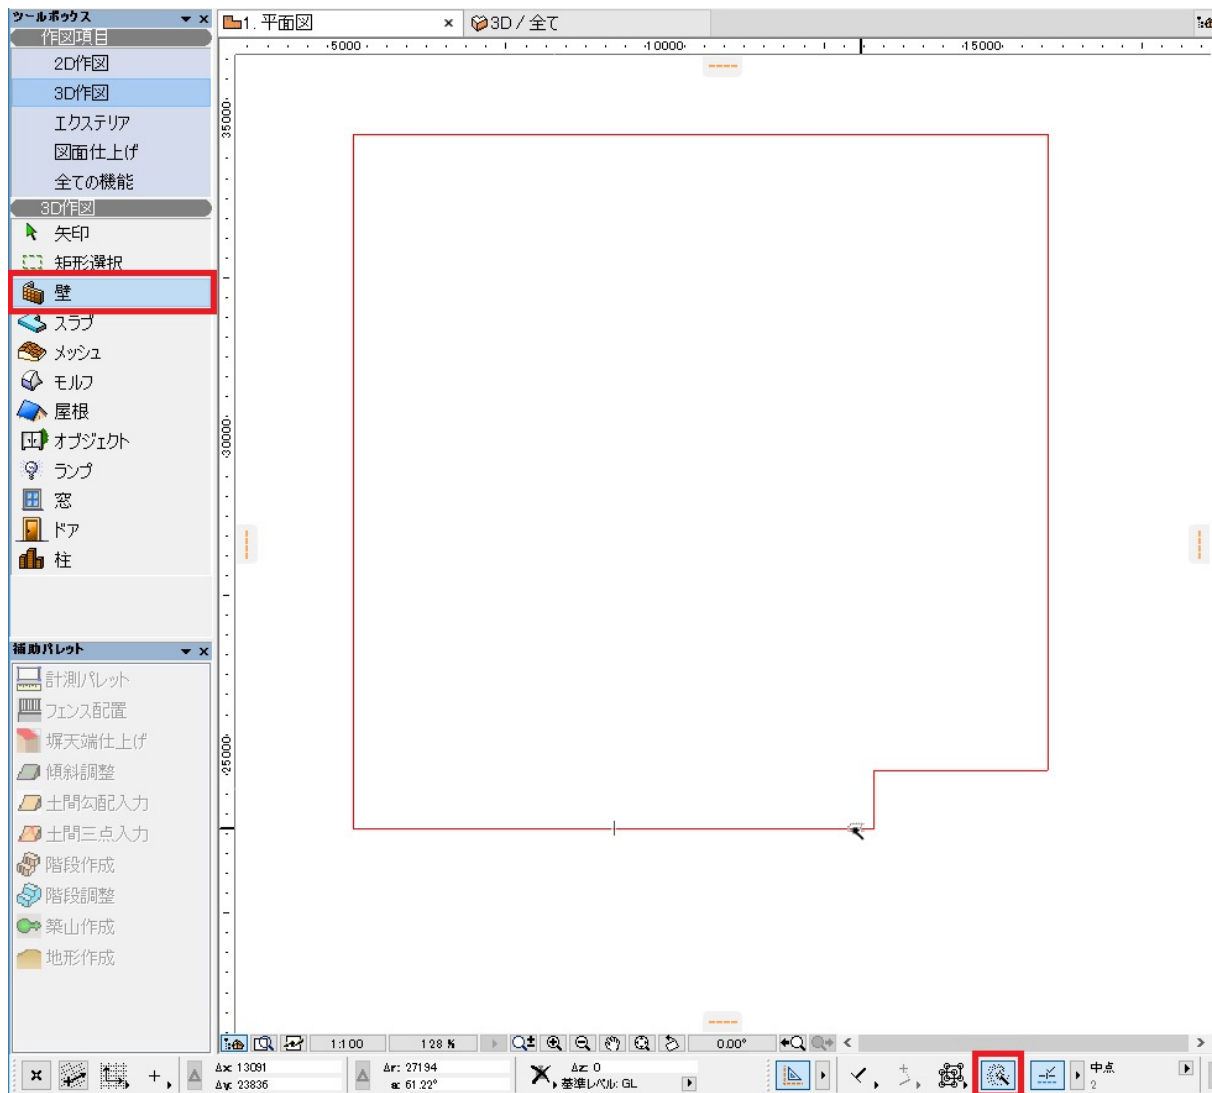 ツールボックス
作図項目
2D作図
3D作図
エクステリア
図面仕上げ
全ての機能
3D作図
矢印
矩形選択
壁
スラブ
メッシュ
モルフ
屋根
オブジェクト
ランプ
窓
ドア
柱
補助パレット
計測パレット
フェンス配置
塀天端仕上げ
傾斜調整
土間勾配入力
土間三点入力
階段作成
階段調整
築山作成
地形作成
1. 平面図
3D / 全て
5000
10000
15000
35000
30000
25000
1:100
128 %
0.00°
Δx: 13091
Δy: 23836
Δr: 27194
a: 61.22°
Δz: 0
基準レベル: GL
中点
2